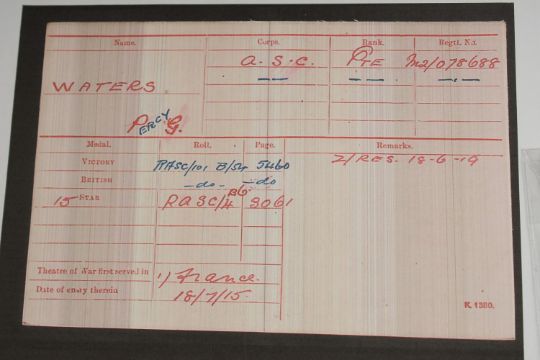 Name. Corps. Rank. Regtl. No.
A.S.C. PTE M2/078688
WATERS — — — . —
PERCY G.
Medal. Roll. Page. Remarks.
VICTORY RASC/101 B/54 5460 Z/RES. 18-6-19
BRITISH -do- -do
15 STAR RASC/4 B6 3061
Theatre of War first served in 1) France.
Date of entry therein 18/7/15.
K. 1380.